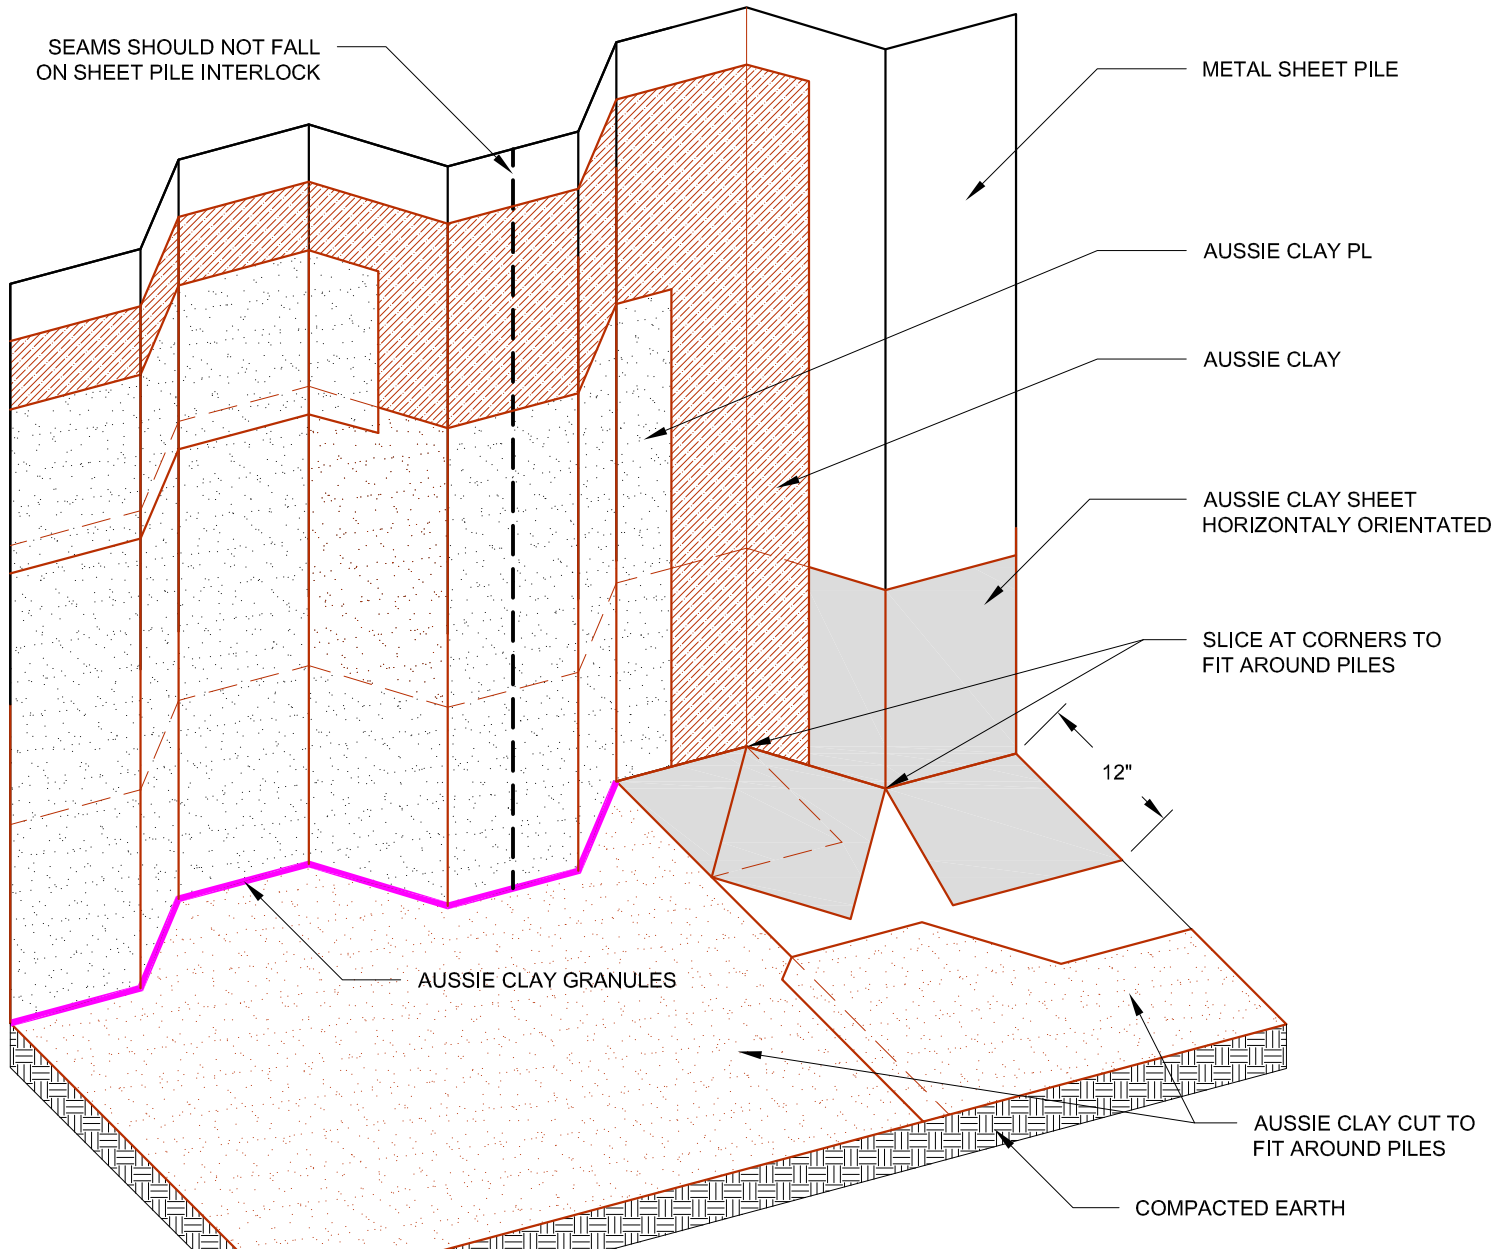 SEAMS SHOULD NOT FALL
ON SHEET PILE INTERLOCK
METAL SHEET PILE
AUSSIE CLAY PL
AUSSIE CLAY
AUSSIE CLAY SHEET
HORIZONTALY ORIENTATED
SLICE AT CORNERS TO
FIT AROUND PILES
12"
AUSSIE CLAY GRANULES
AUSSIE CLAY CUT TO
FIT AROUND PILES
COMPACTED EARTH